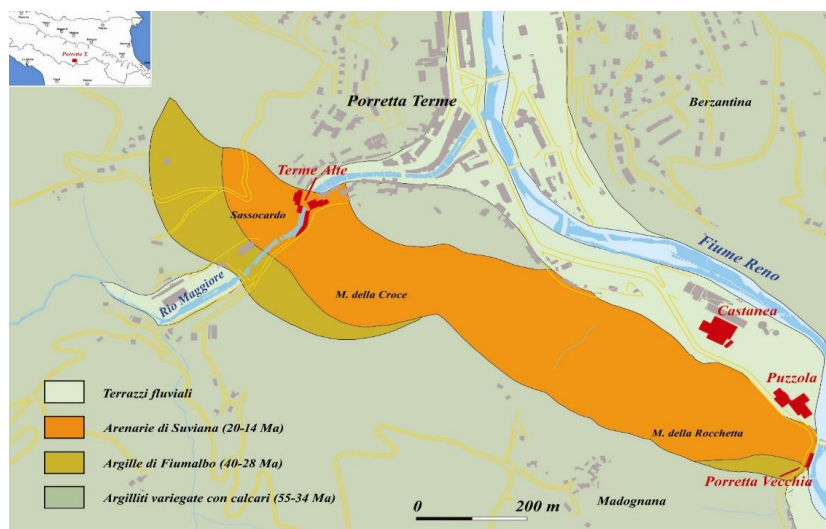 Porretta T.
Porretta Terme
Berzantina
Terme Alte
Sassocardo
Fiume Reno
Rio Maggiore
M. della Croce
Castanea
Puzzola
M. della Rocchetta
Porretta Vecchia
Madognana
Terrazzi fluviali
Arenarie di Suviana (20-14 Ma)
Argille di Fiumalbo (40-28 Ma)
Argilliti variegate con calcari (55-34 Ma)
0 200 m